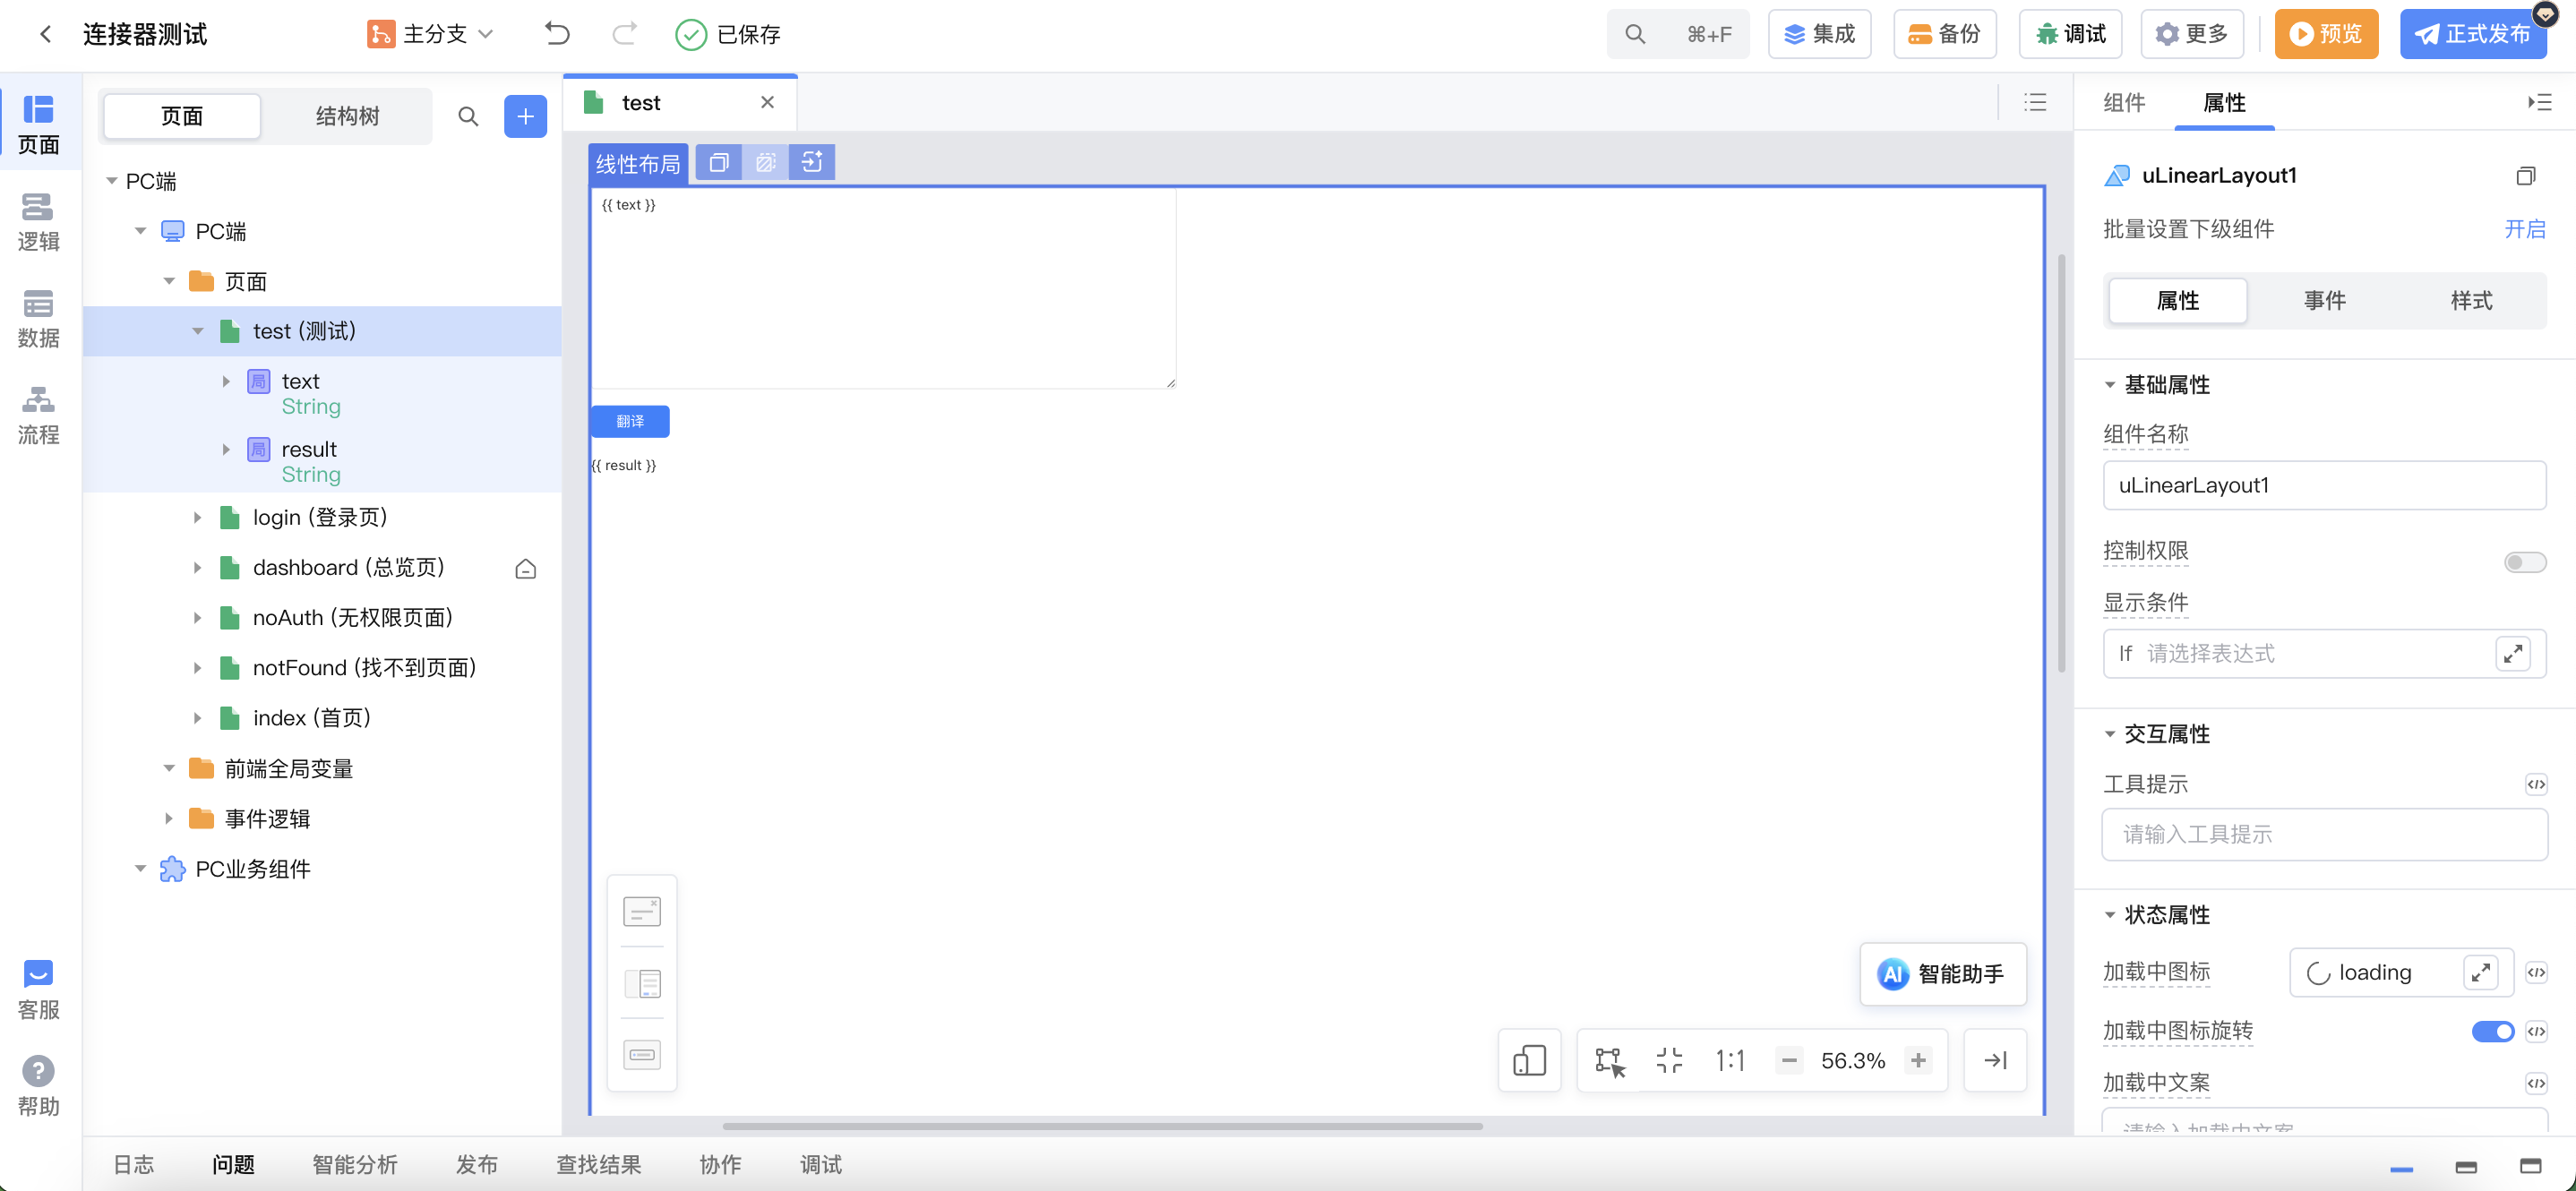 连接器测试
主分支
已保存
⌘+F
集成
备份
调试
更多
预览
正式发布
页面
逻辑
数据
流程
客服
帮助
页面
结构树
PC端
PC端
页面
test (测试)
局 text
String
局 result
String
login (登录页)
dashboard (总览页)
noAuth (无权限页面)
notFound (找不到页面)
index (首页)
前端全局变量
事件逻辑
PC业务组件
test
线性布局
{{ text }}
翻译
{{ result }}
AI 智能助手
1:1
56.3%
组件
属性
uLinearLayout1
批量设置下级组件
开启
属性
事件
样式
基础属性
组件名称
uLinearLayout1
控制权限
显示条件
If 请选择表达式
交互属性
工具提示
请输入工具提示
状态属性
加载中图标
loading
加载中图标旋转
加载中文案
请输入加载中文案
日志
问题
智能分析
发布
查找结果
协作
调试